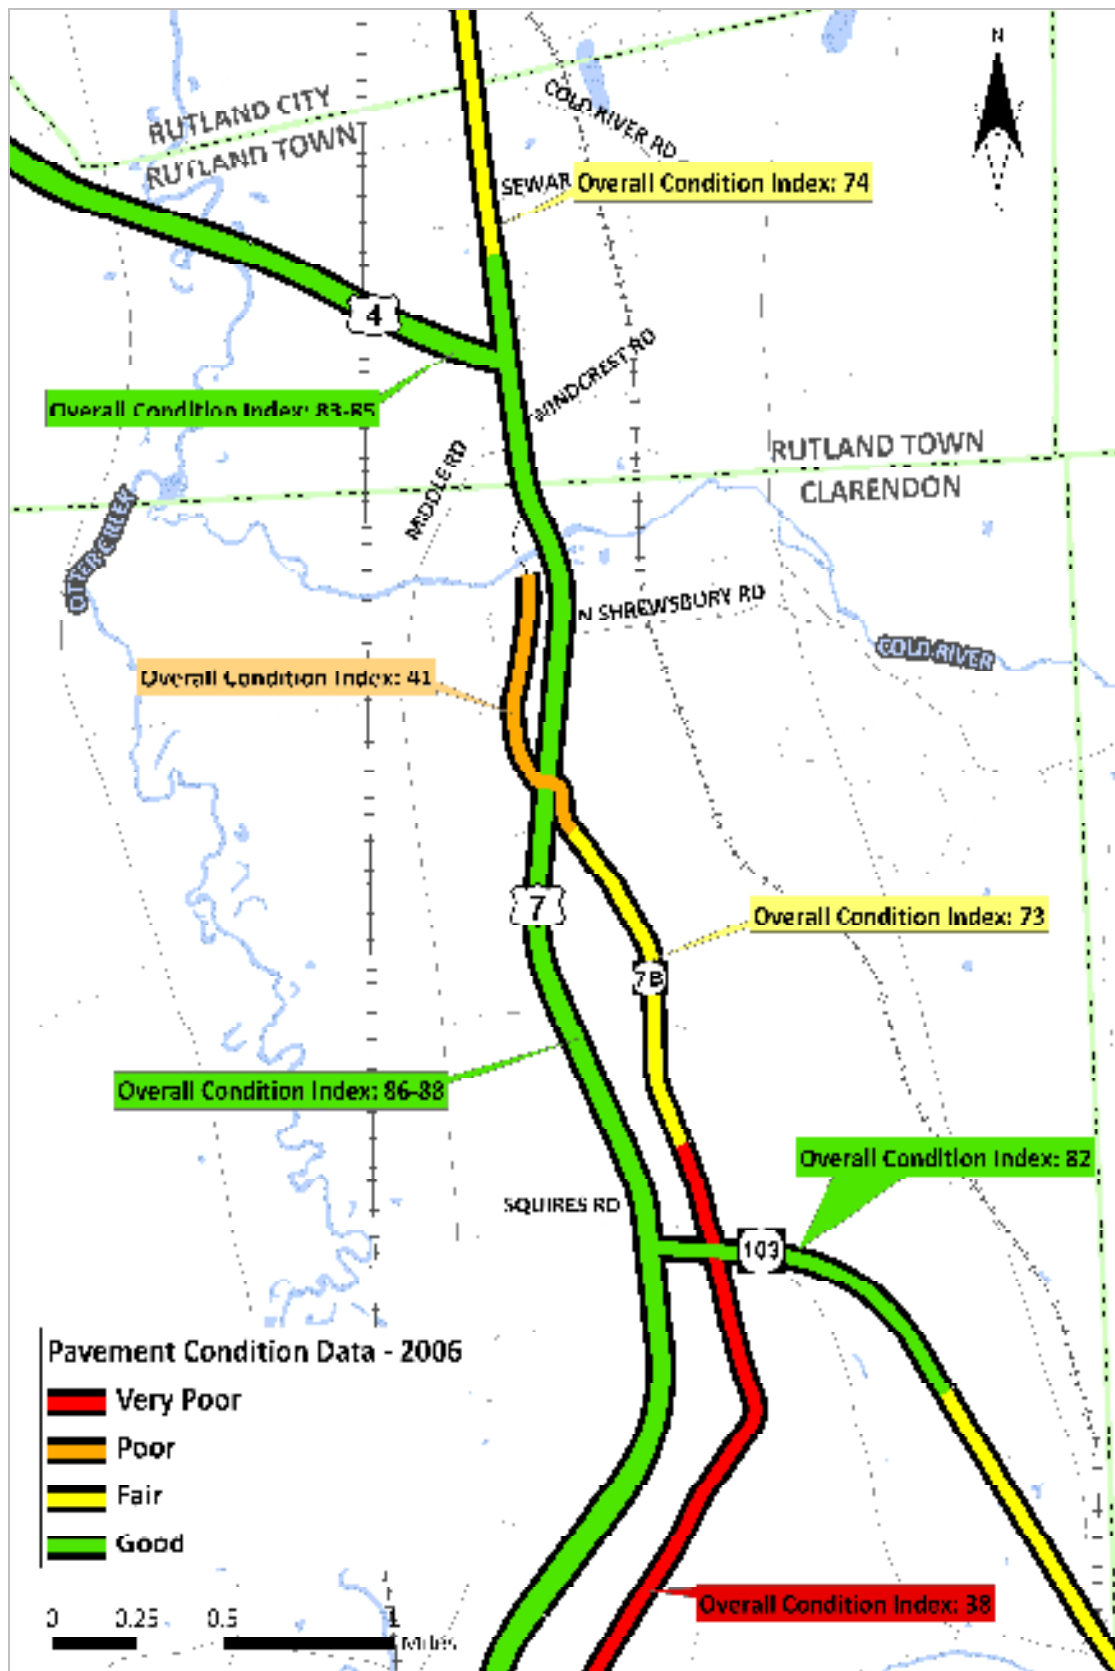 N
COLD RIVER RD
RUTLAND CITY
RUTLAND TOWN
SEWAR
Overall Condition Index: 74
4
WINDCREST RD
Overall Condition Index: 83-85
MIDDLE RD
RUTLAND TOWN
CLARENDON
OTTER CREEK
N SHREWSBURY RD
COLD RIVER
Overall Condition Index: 41
7
Overall Condition Index: 73
7B
Overall Condition Index: 86-88
Overall Condition Index: 82
SQUIRES RD
103
Pavement Condition Data - 2006
Very Poor
Poor
Fair
Good
Overall Condition Index: 38
0 0.25 0.5 1
Miles